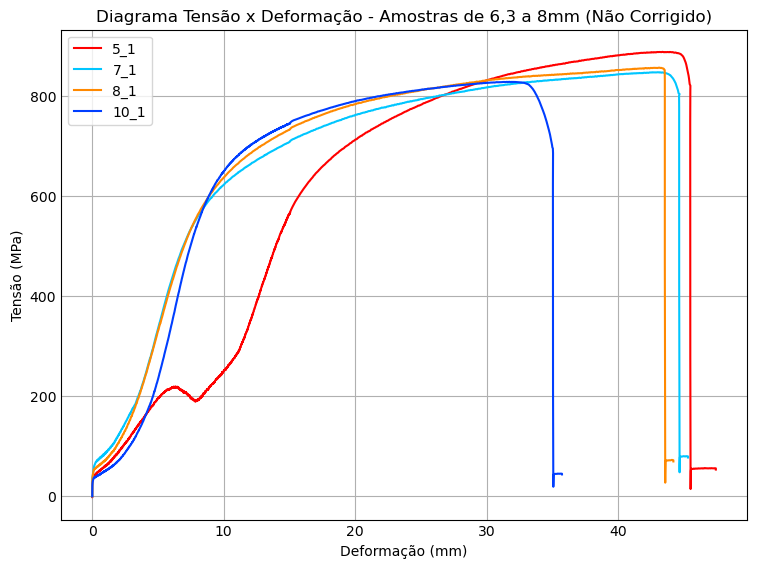 Diagrama Tensão x Deformação - Amostras de 6,3 a 8mm (Não Corrigido)
5_1
7_1
8_1
10_1
800
600
400
200
0
Tensão (MPa)
0 10 20 30 40
Deformação (mm)